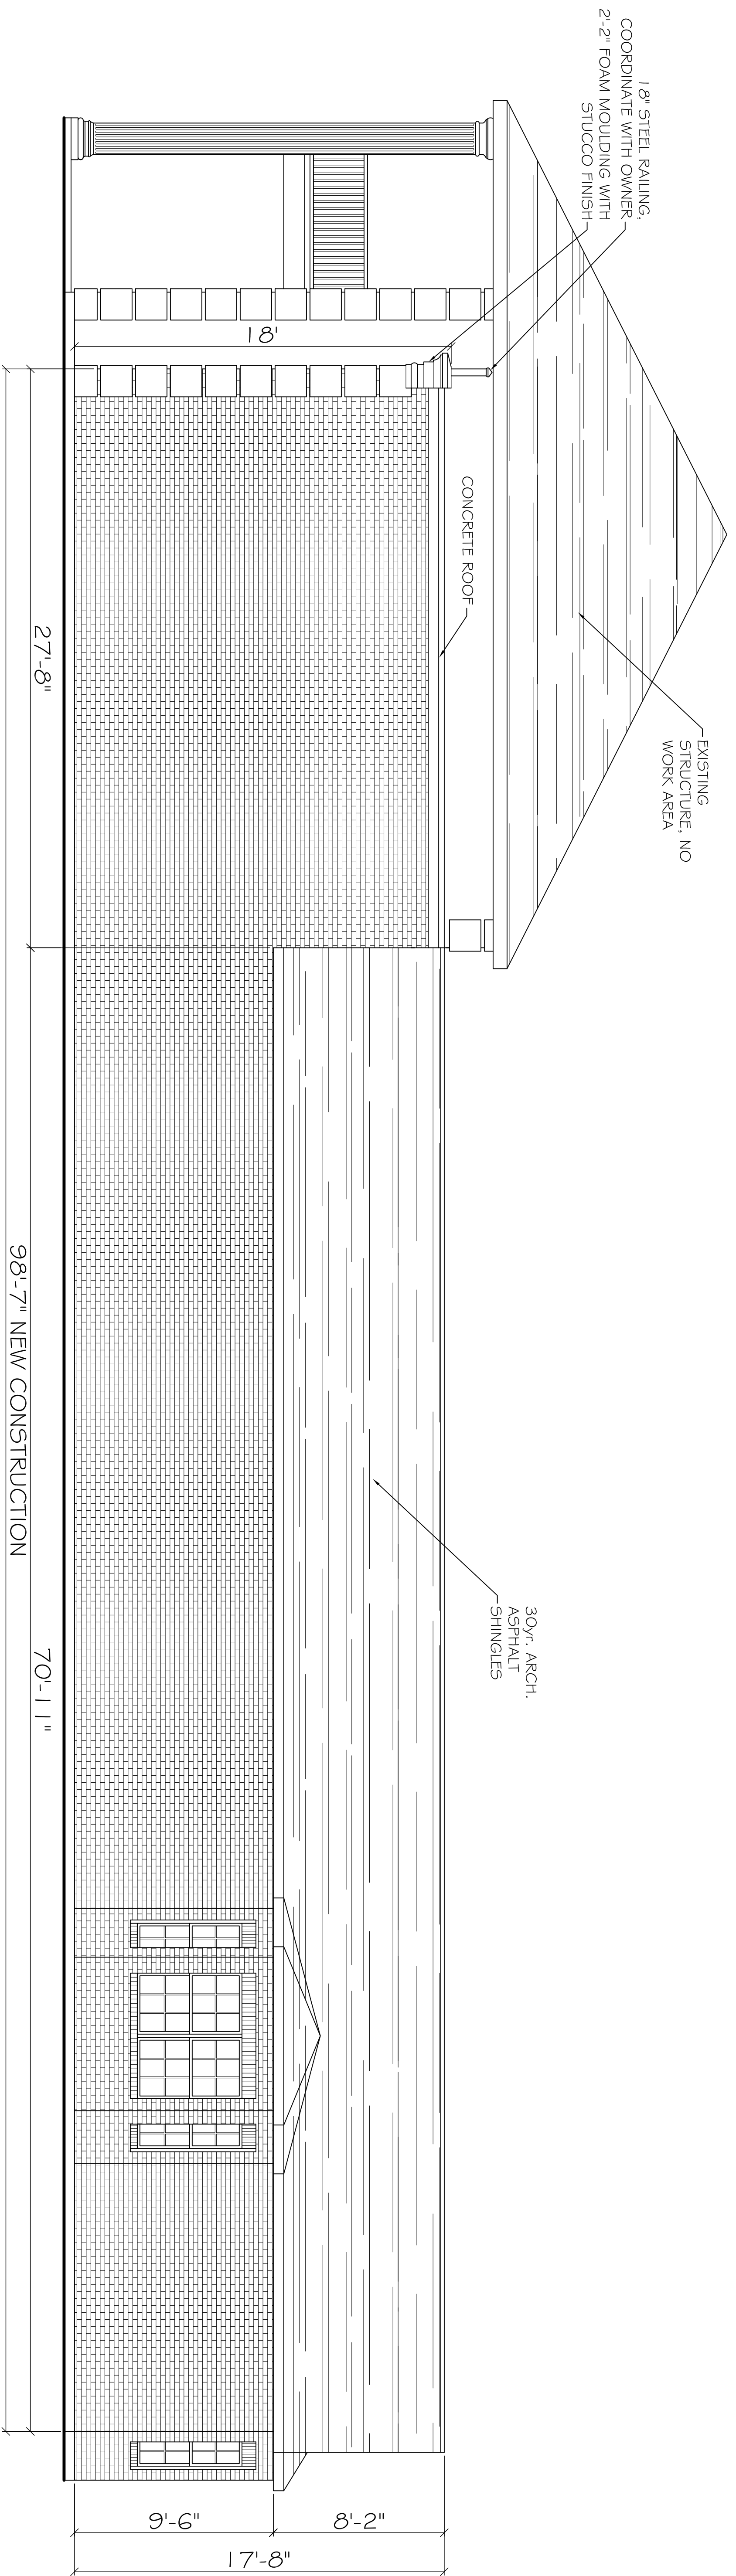 18" STEEL RAILING,
COORDINATE WITH OWNER
2'-2" FOAM MOULDING WITH
STUCCO FINISH
EXISTING
STRUCTURE, NO
WORK AREA
CONCRETE ROOF
18'
30yr. ARCH.
ASPHALT
SHINGLES
8'-2"
9'-6"
17'-8"
27'-8"
70'-11"
98'-7" NEW CONSTRUCTION